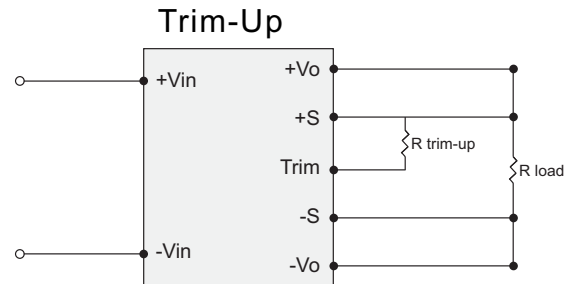 Trim-Up
+Vin
-Vin
+Vo
+S
Trim
-S
-Vo
R trim-up
R load